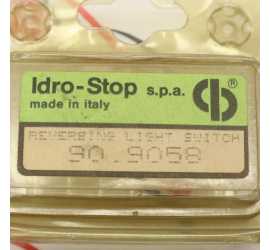 Idro-Stop s.p.a.
made in italy
®
REVERSING LIGHT SWITCH
90.9058